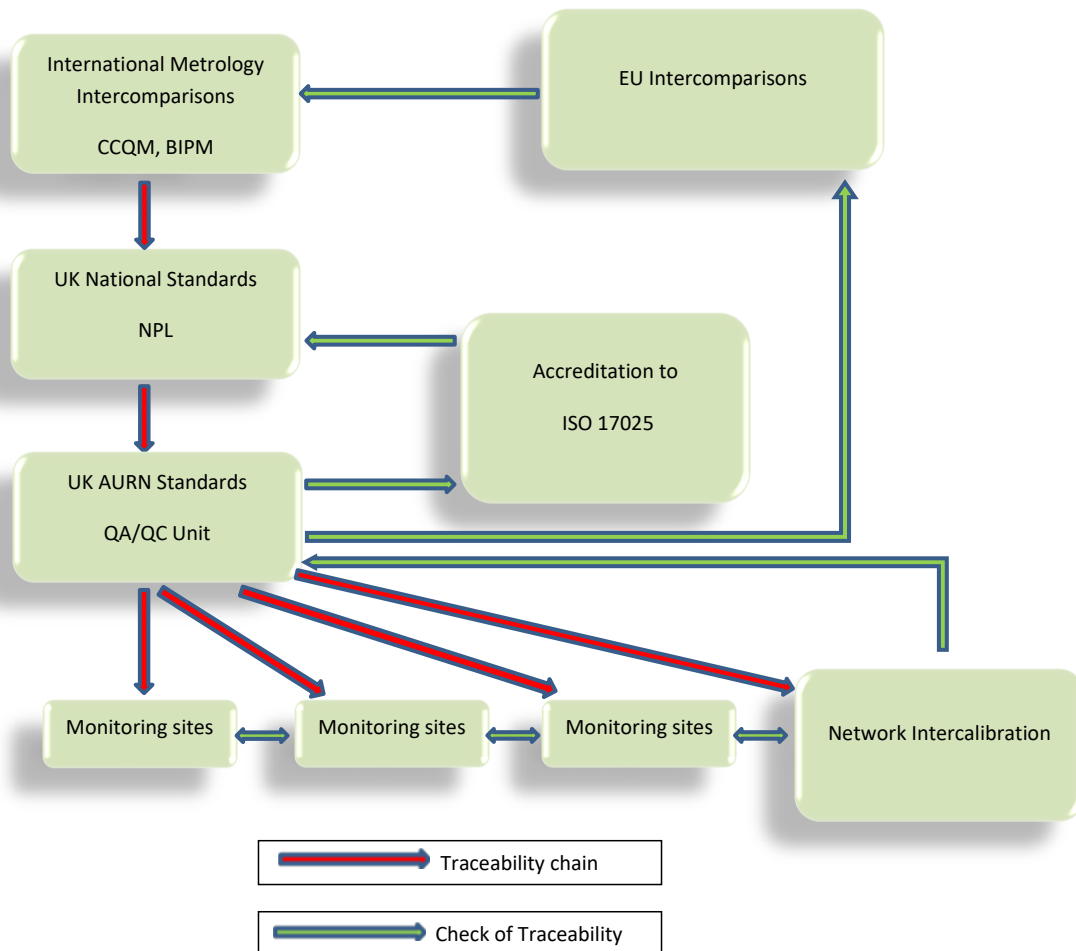 International Metrology
Intercomparisons
CCQM, BIPM
EU Intercomparisons
UK National Standards
NPL
Accreditation to
ISO 17025
UK AURN Standards
QA/QC Unit
Monitoring sites
Monitoring sites
Monitoring sites
Network Intercalibration
Traceability chain
Check of Traceability